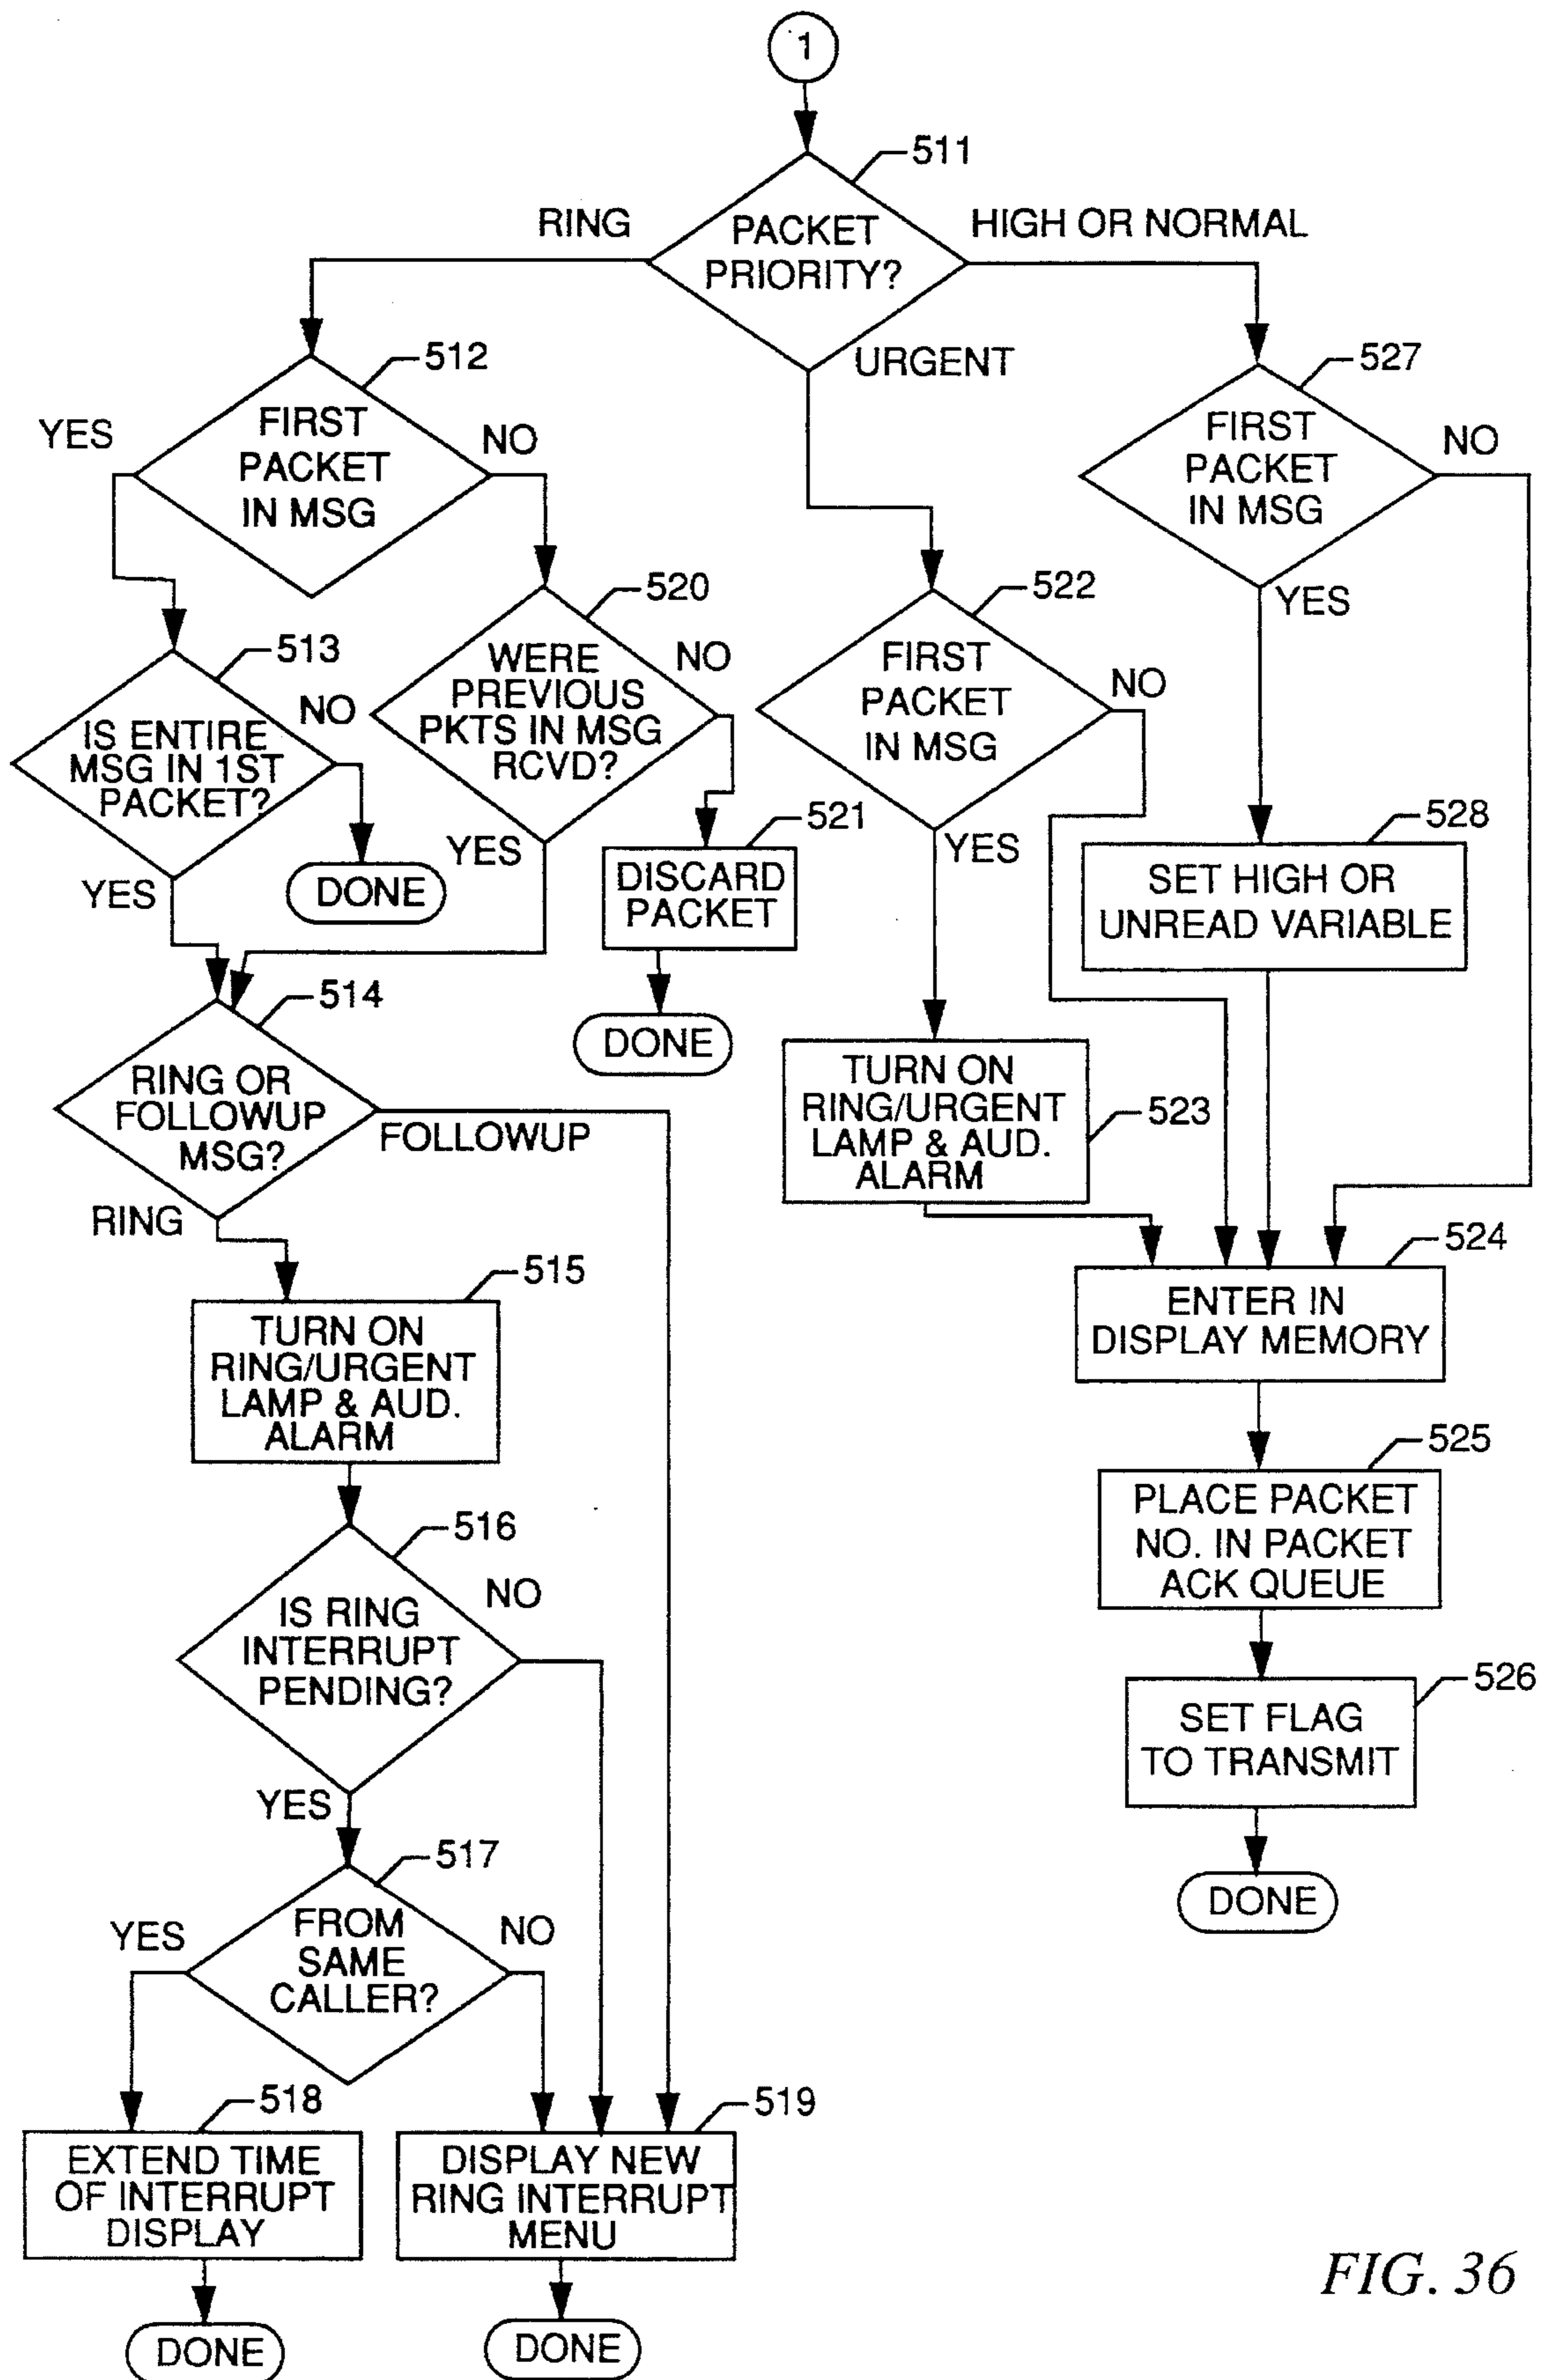 1
511
RING
PACKET
PRIORITY?
HIGH OR NORMAL
URGENT
512
YES
FIRST
PACKET
IN MSG
NO
527
FIRST
PACKET
IN MSG
NO
YES
513
IS ENTIRE
MSG IN 1ST
PACKET?
NO
YES
DONE
520
WERE
PREVIOUS
PKTS IN MSG
RCVD?
NO
YES
521
DISCARD
PACKET
DONE
522
FIRST
PACKET
IN MSG
NO
YES
528
SET HIGH OR
UNREAD VARIABLE
514
RING OR
FOLLOWUP
MSG?
FOLLOWUP
RING
TURN ON
RING/URGENT
LAMP & AUD.
ALARM
523
524
ENTER IN
DISPLAY MEMORY
515
TURN ON
RING/URGENT
LAMP & AUD.
ALARM
525
PLACE PACKET
NO. IN PACKET
ACK QUEUE
516
IS RING
INTERRUPT
PENDING?
NO
YES
526
SET FLAG
TO TRANSMIT
DONE
517
YES
FROM
SAME
CALLER?
NO
518
EXTEND TIME
OF INTERRUPT
DISPLAY
DONE
519
DISPLAY NEW
RING INTERRUPT
MENU
DONE
FIG. 36